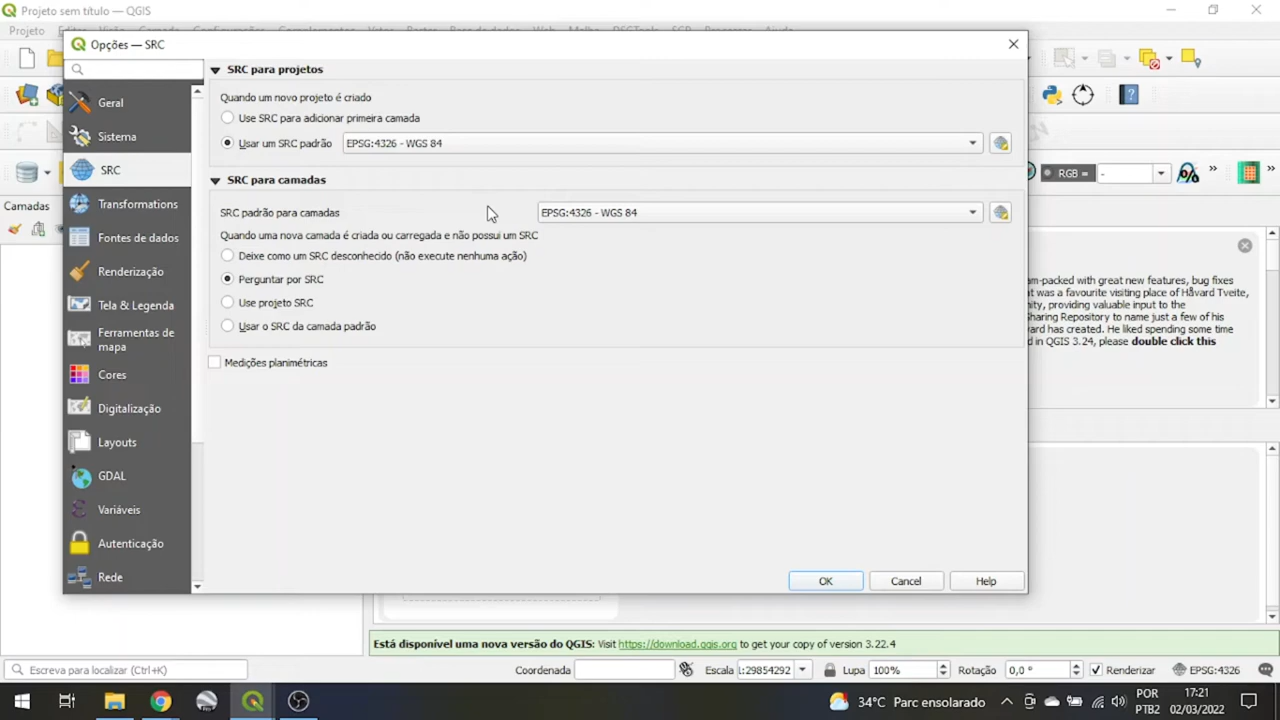 Projeto sem título — QGIS
Projeto
Opções — SRC
Geral
Sistema
SRC
Transformations
Fontes de dados
Renderização
Tela & Legenda
Ferramentas de
mapa
Cores
Digitalização
Layouts
GDAL
Variáveis
Autenticação
Rede
SRC para projetos
Quando um novo projeto é criado
Use SRC para adicionar primeira camada
Usar um SRC padrão
EPSG:4326 - WGS 84
SRC para camadas
SRC padrão para camadas
EPSG:4326 - WGS 84
Quando uma nova camada é criada ou carregada e não possui um SRC
Deixe como um SRC desconhecido (não execute nenhuma ação)
Perguntar por SRC
Use projeto SRC
Usar o SRC da camada padrão
Medições planimétricas
OK
Cancel
Help
Camadas
RGB =
-
»
»
am-packed with great new features, bug fixes
at was a favourite visiting place of Håvard Tveite,
nity, providing valuable input to the
Sharing Repository to name just a few of his
ard has created. He liked spending some time
d in QGIS 3.24, please double click this
Está disponível uma nova versão do QGIS: Visit https://download.qgis.org to get your copy of version 3.22.4
Escreva para localizar (Ctrl+K)
Coordenada
Escala
:29854292
Lupa
100%
Rotação
0,0 °
Renderizar
EPSG:4326
34°C Parc ensolarado
POR
PTB2
17:21
02/03/2022